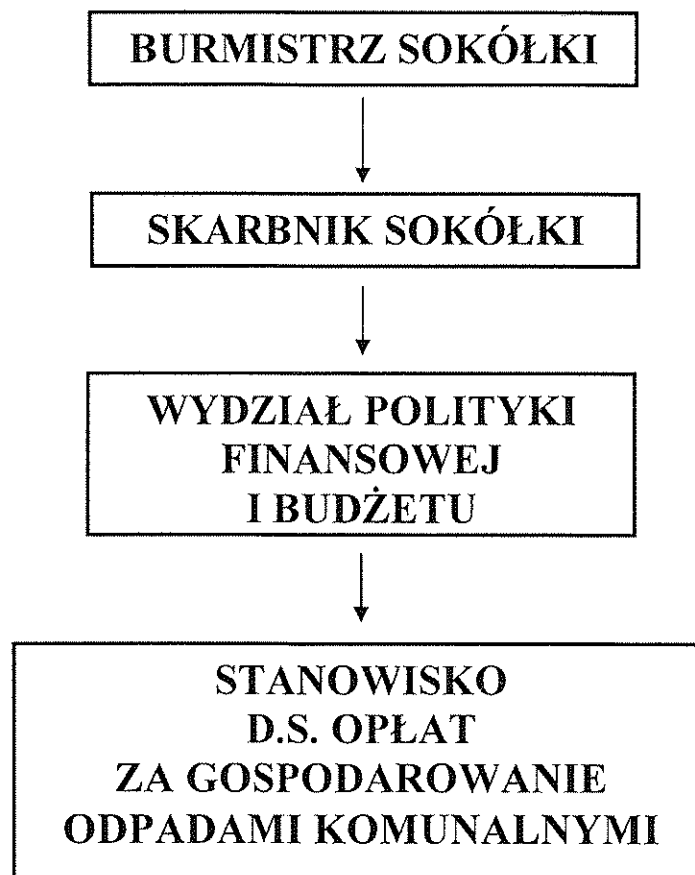 BURMISTRZ SOKÓŁKI
SKARBNIK SOKÓŁKI
WYDZIAŁ POLITYKI
FINANSOWEJ
I BUDŻETU
STANOWISKO
D.S. OPŁAT
ZA GOSPODAROWANIE
ODPADAMI KOMUNALNYMI